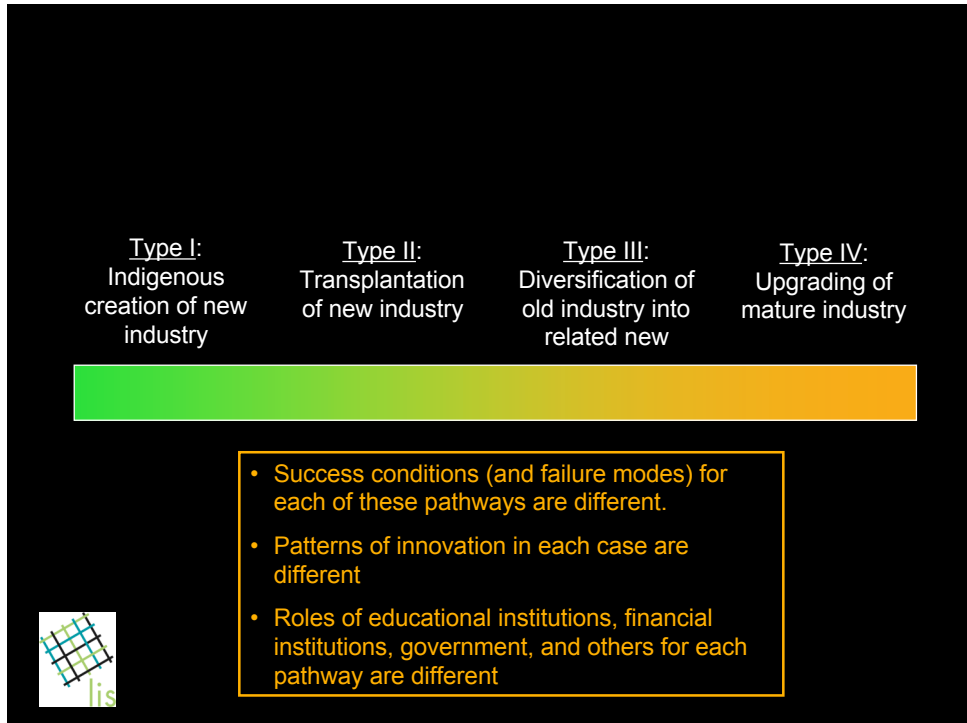 Type I:
Indigenous
creation of new
industry
Type II:
Transplantation
of new industry
Type III:
Diversification of
old industry into
related new
Type IV:
Upgrading of
mature industry
• Success conditions (and failure modes) for
each of these pathways are different.
• Patterns of innovation in each case are
different
• Roles of educational institutions, financial
institutions, government, and others for each
pathway are different
lis